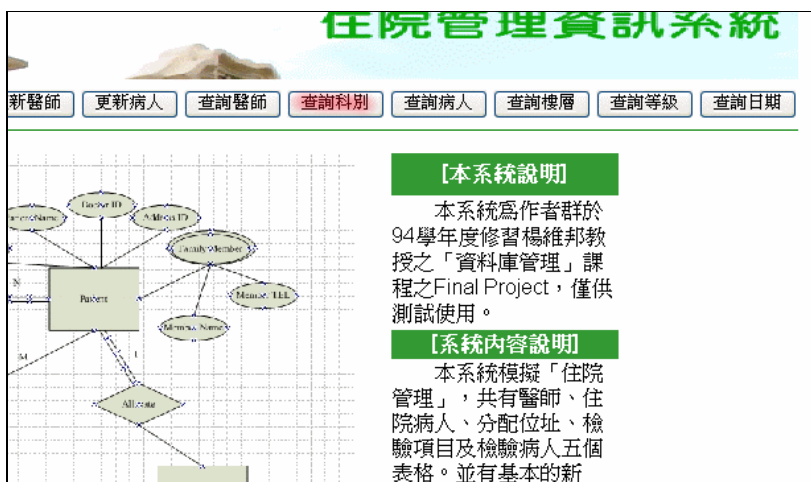 住院管理資訊系統
新醫師 更新病人 查詢醫師 查詢科別 查詢病人 查詢樓層 查詢等級 查詢日期
[本系統說明]
本系統為作者群於
94學年度修習楊維邦教
授之「資料庫管理」課
程之Final Project，僅供
測試使用。
[系統內容說明]
本系統模擬「住院
管理」，共有醫師、住
院病人、分配位址、檢
驗項目及檢驗病人五個
表格。並有基本的新
Doctor ID
Name
Address ID
Family Member
N
Patient
Member TEL
Member Name
M
1
Allocate